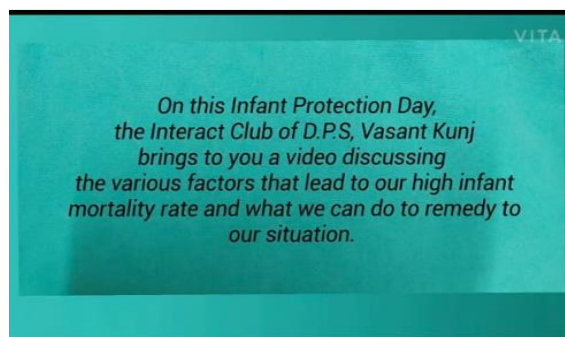 VITA
On this Infant Protection Day,
the Interact Club of D.P.S, Vasant Kunj
brings to you a video discussing
the various factors that lead to our high infant
mortality rate and what we can do to remedy to
our situation.